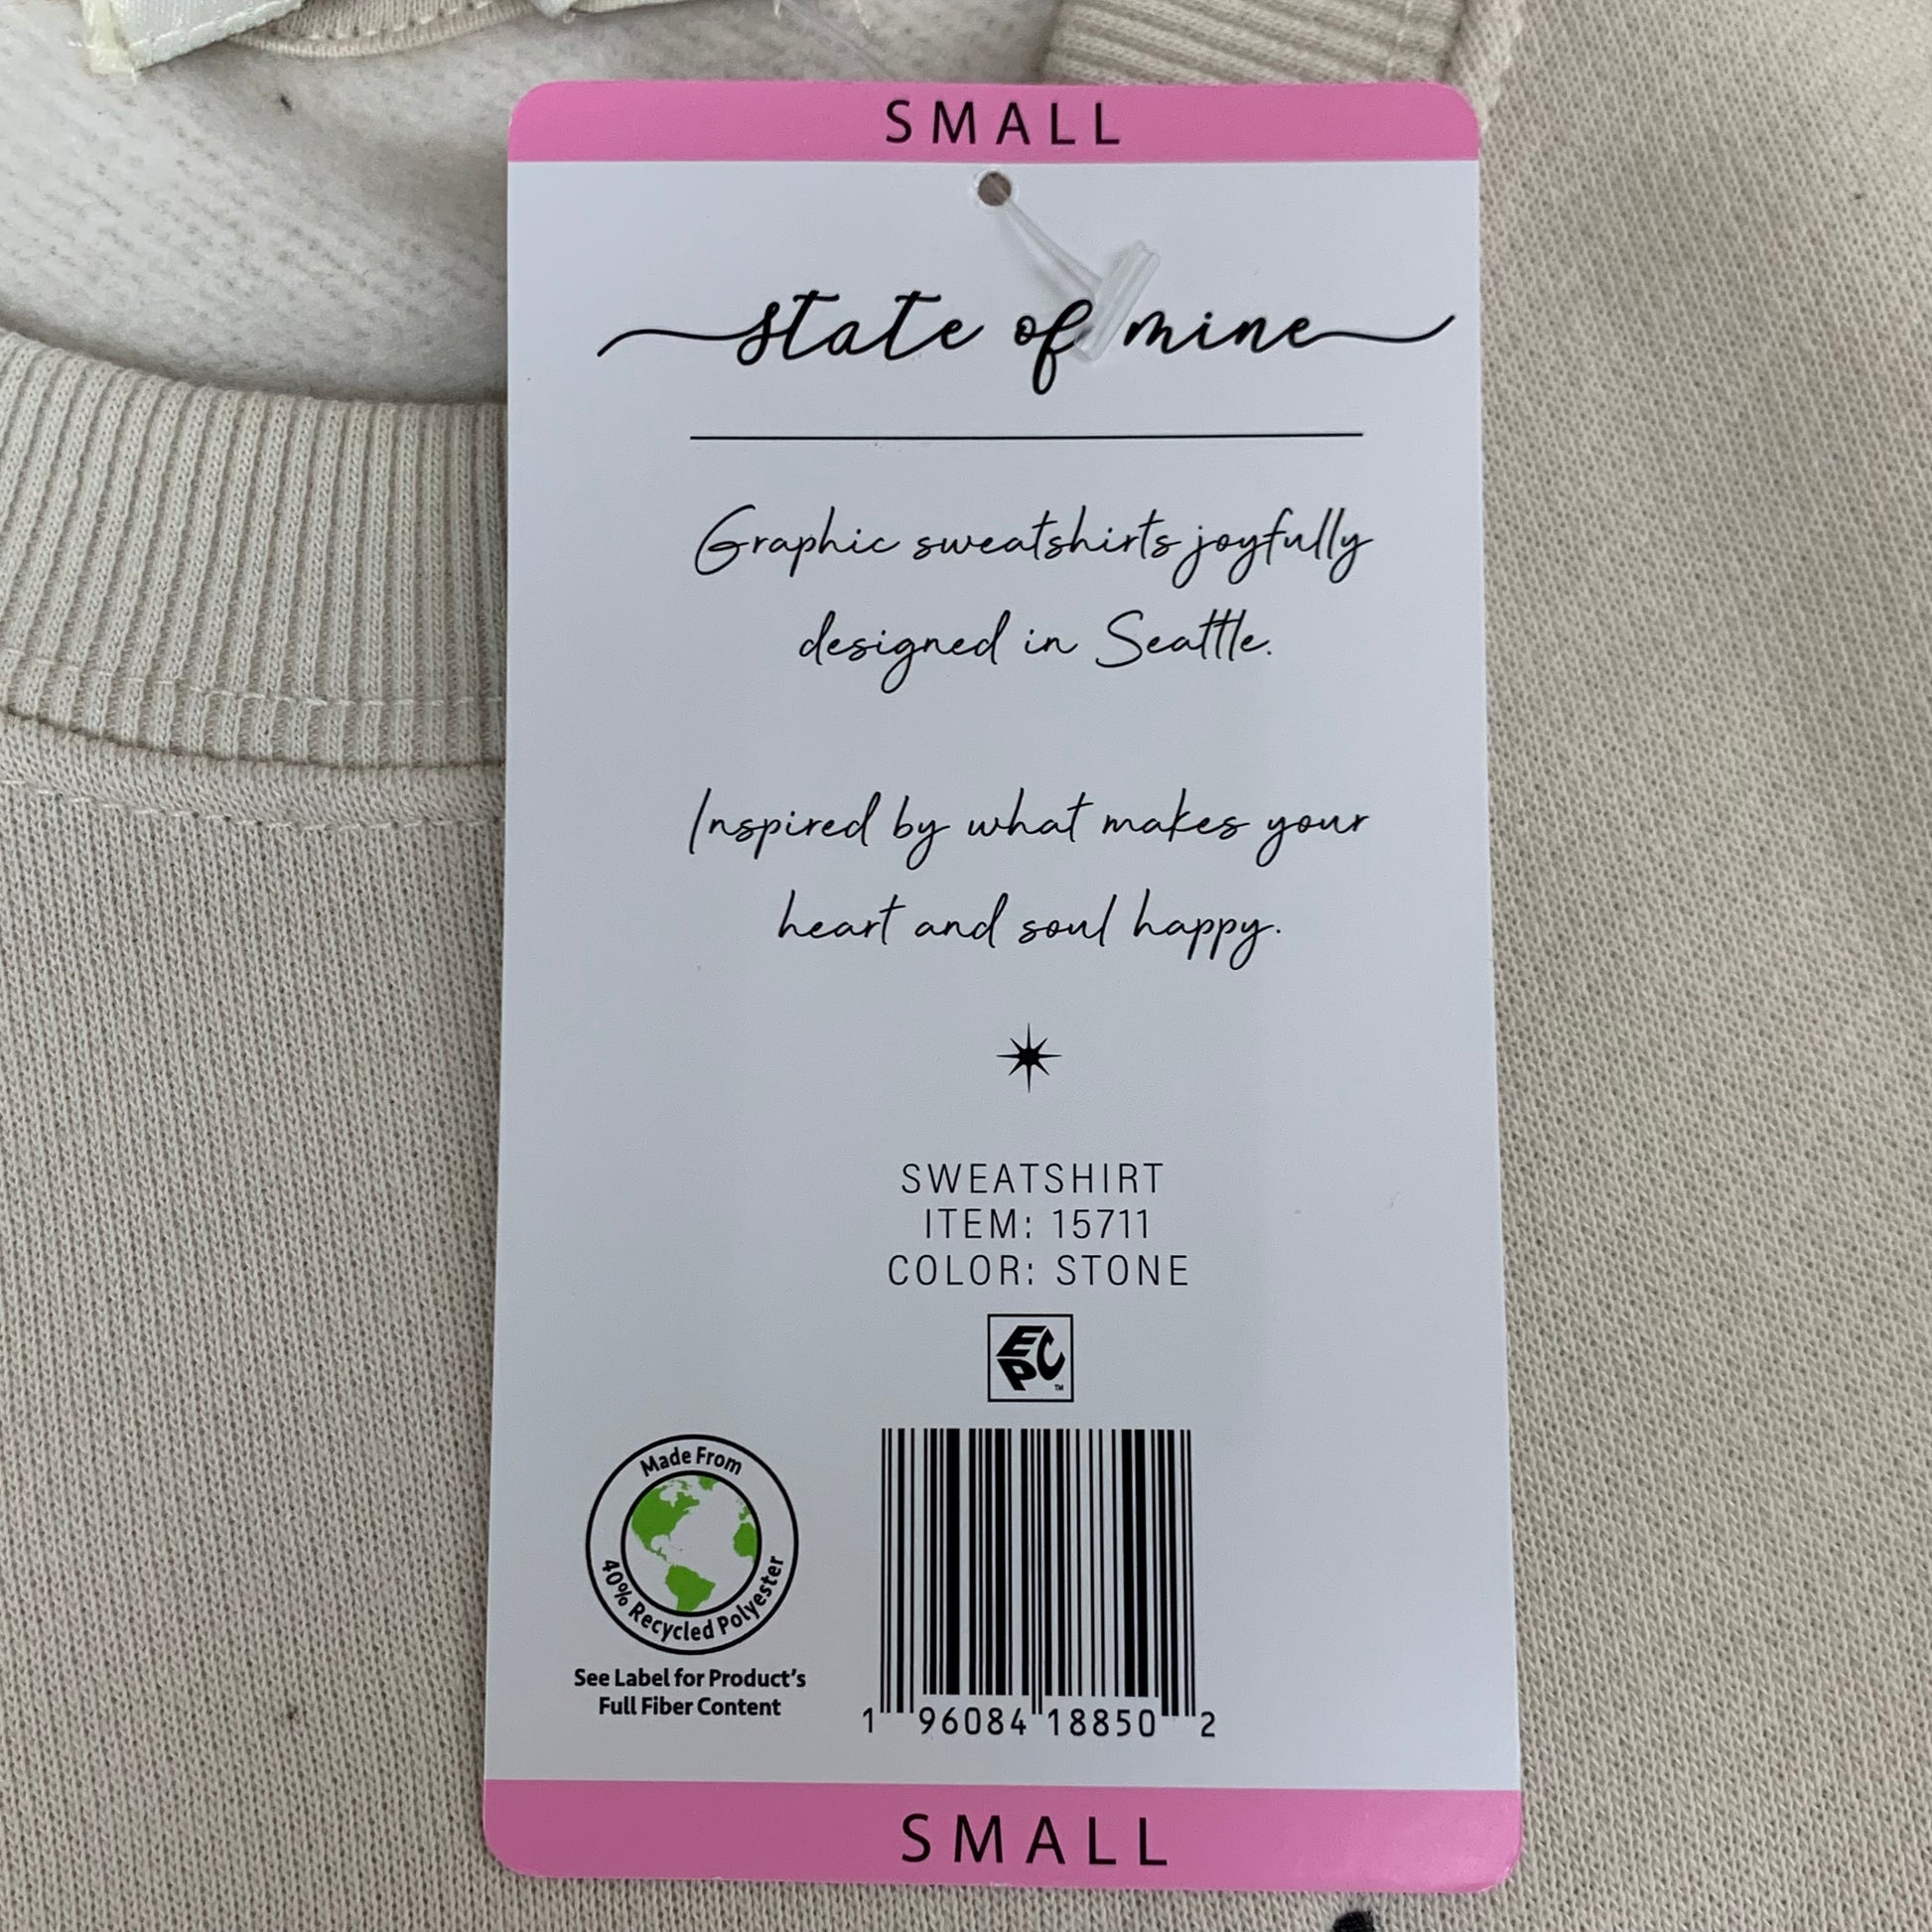 SMALL
state of mine
Graphic sweatshirts joyfully
designed in Seattle.
Inspired by what makes your
heart and soul happy.
SWEATSHIRT
ITEM: 15711
COLOR: STONE
EPC™
Made From
40% Recycled Polyester
See Label for Product's
Full Fiber Content
1 96084 18850 2
SMALL